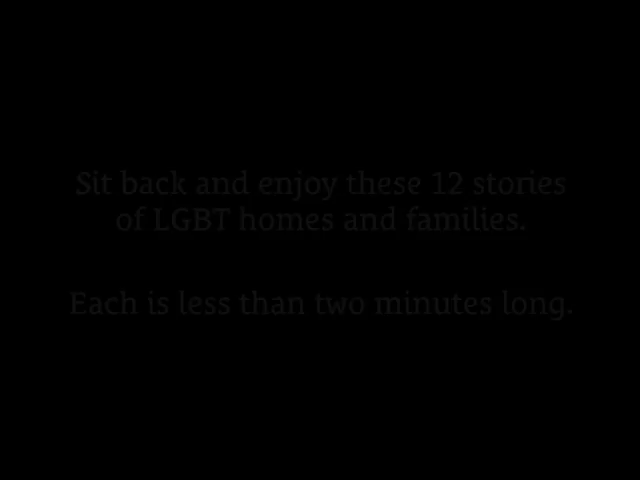 Sit back and enjoy these 12 stories
of LGBT homes and families.
Each is less than two minutes long.